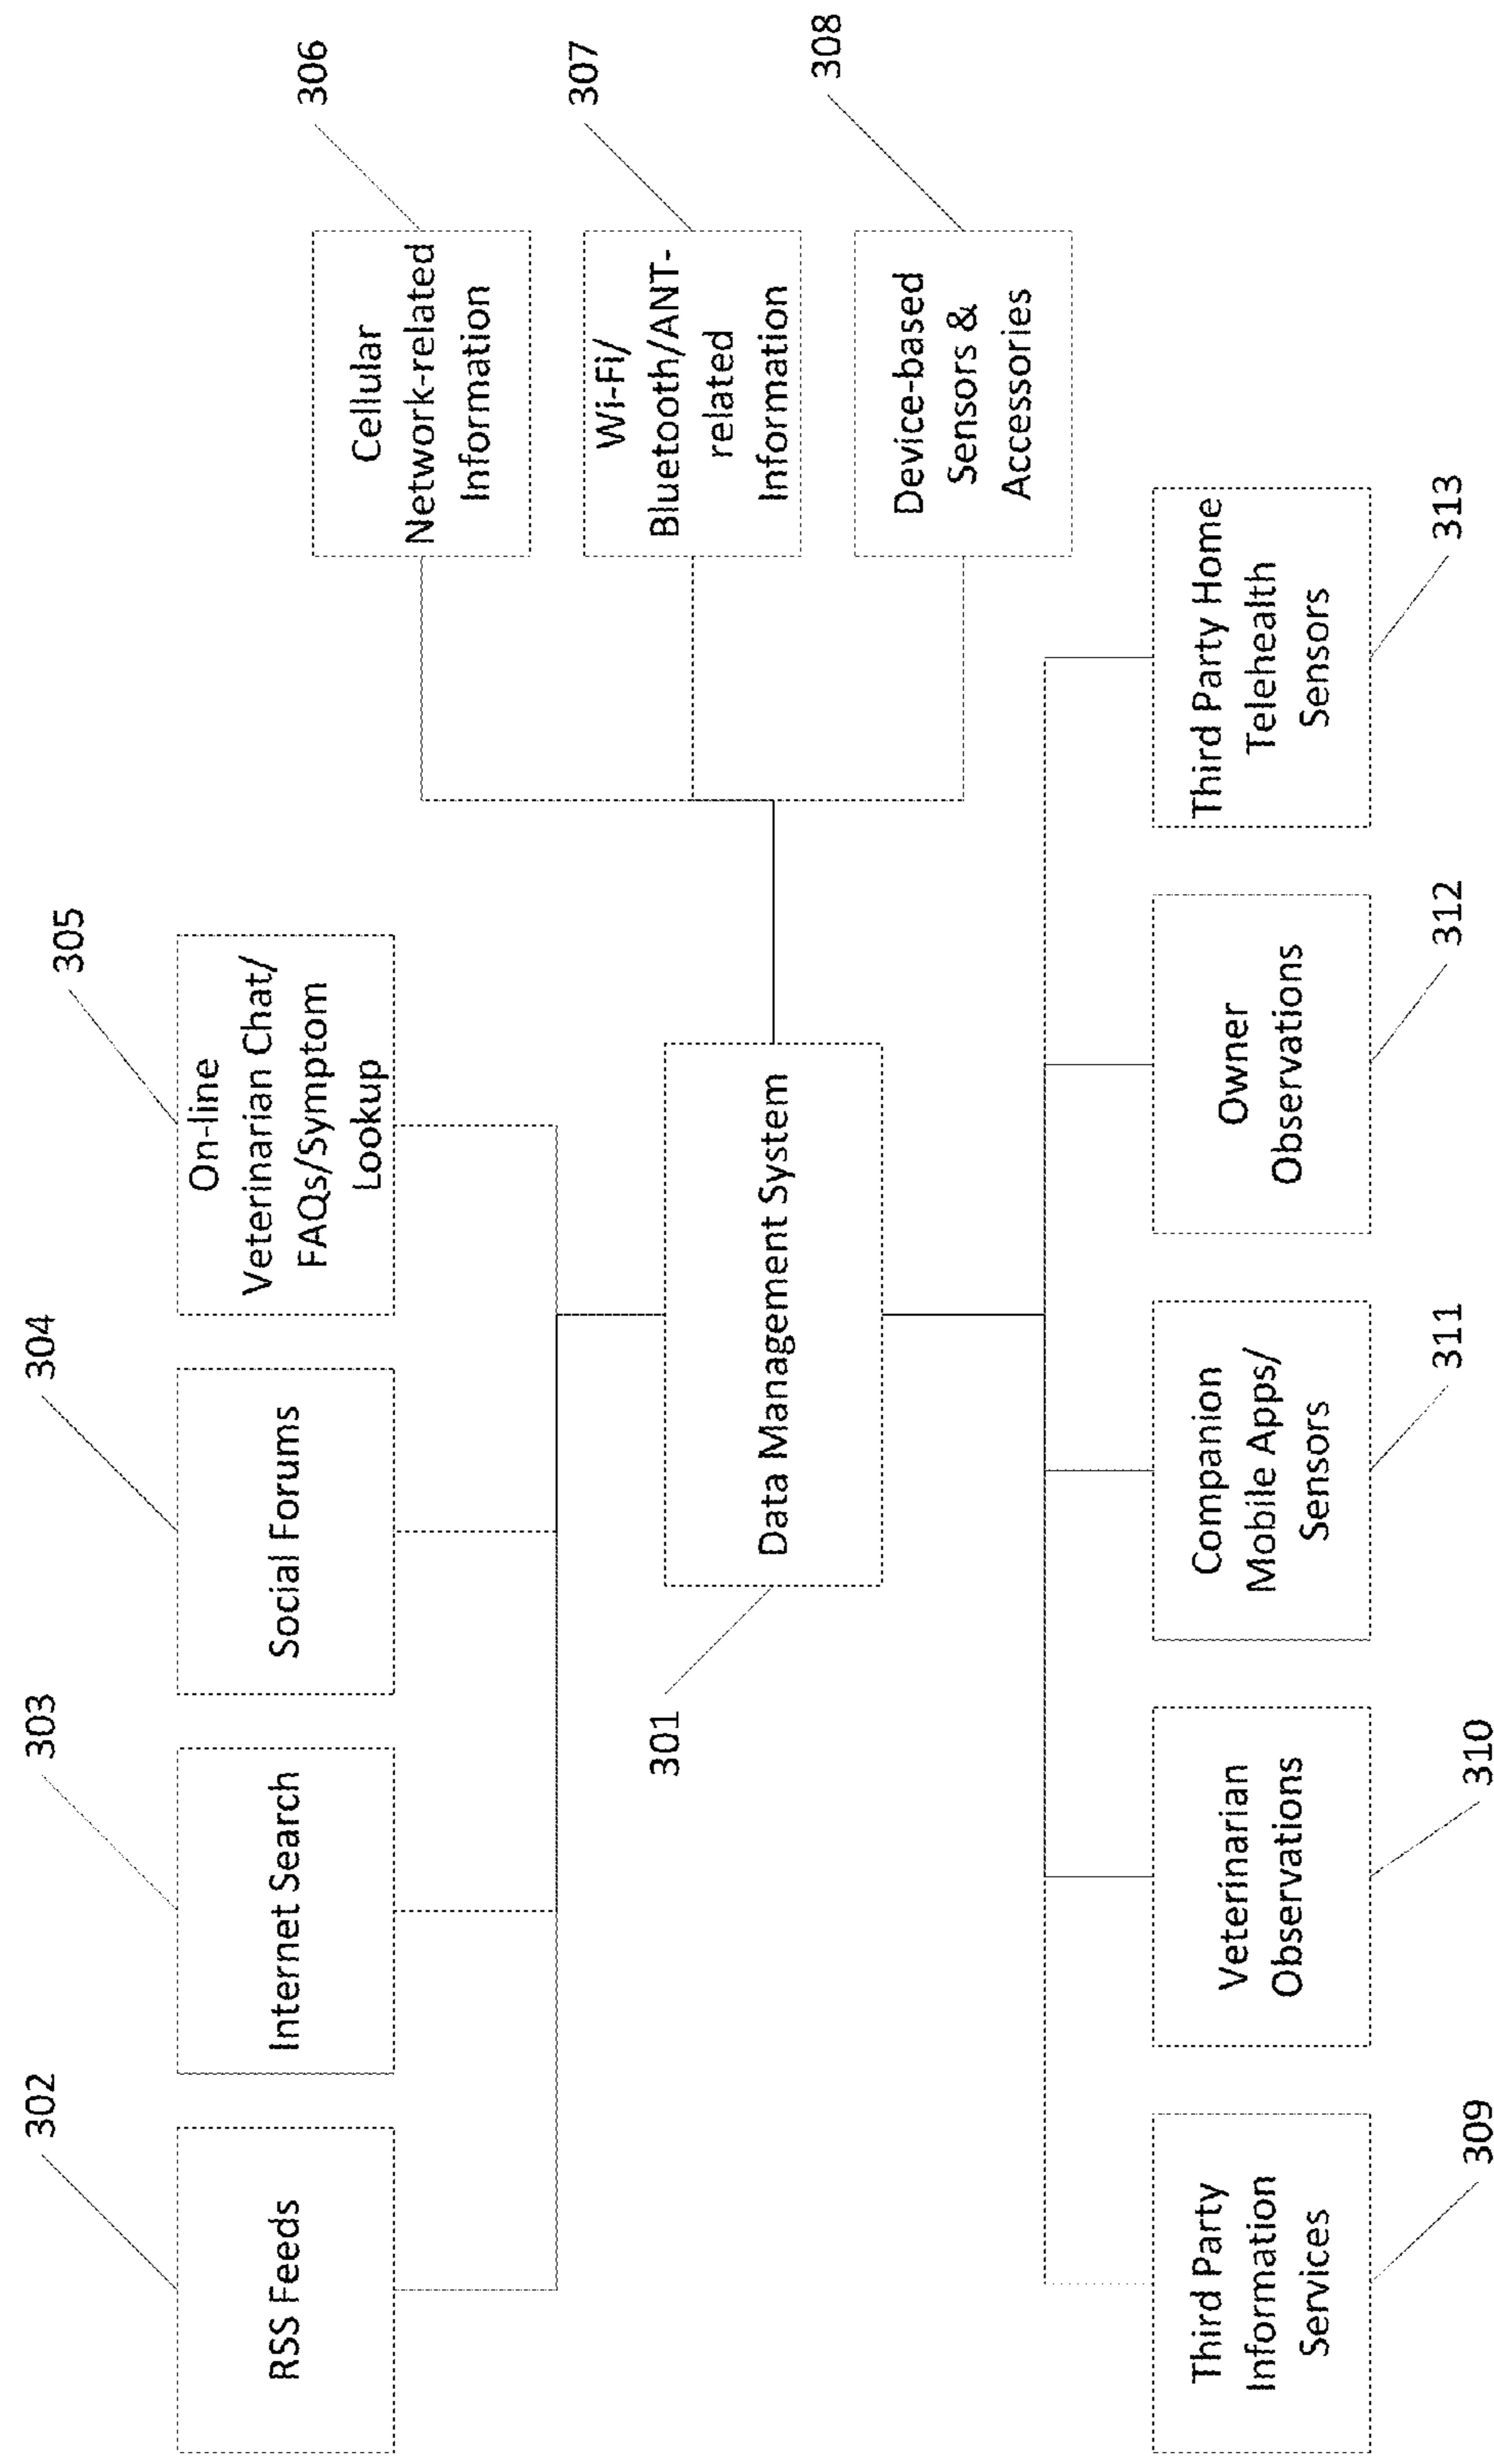 302
303
304
305
RSS Feeds
Internet Search
Social Forums
On-line
Veterinarian Chat/
FAQs/Symptom
Lookup
306
Cellular
Network-related
Information
307
Wi-Fi/
Bluetooth/ANT-
related
Information
308
Device-based
Sensors &
Accessories
301
Data Management System
Third Party
Information
Services
Veterinarian
Observations
Companion
Mobile Apps/
Sensors
Owner
Observations
Third Party Home
Telehealth
Sensors
309
310
311
312
313